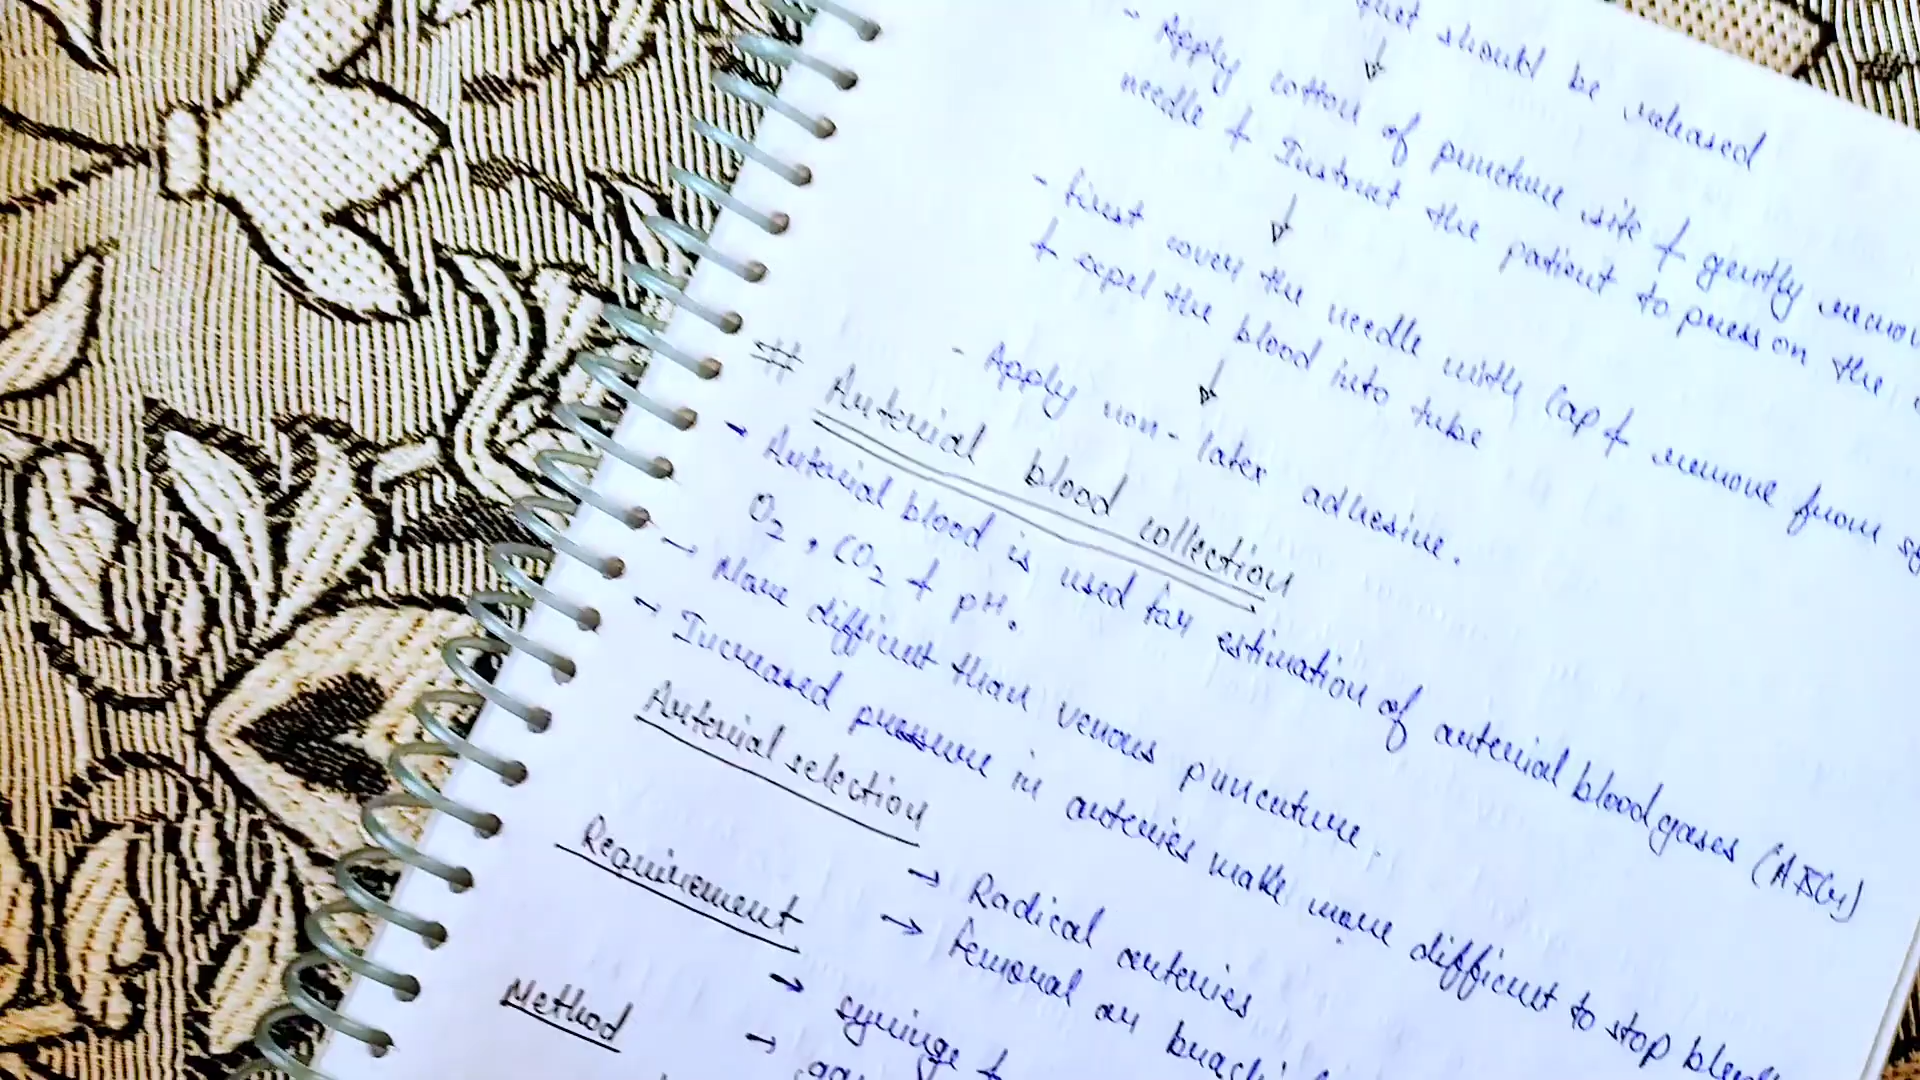 should be released
- Apply cotton of puncture site & gently
needle & Instruct the patient to press on the
- first cover the needle with Cap & remove from
& expel the blood into tube
- Apply non-latex adhesive.
# Arterial blood collection
- Arterial blood is used for estimation of arterial blood gases (ABG)
O₂, CO₂ & pH.
→ More difficult than venous puncuture.
→ Increased pressure in arteries make more difficult to stop
Arterial selection
→ Radical arteries
→ femoral or
Requirement
→ syringe &
Method